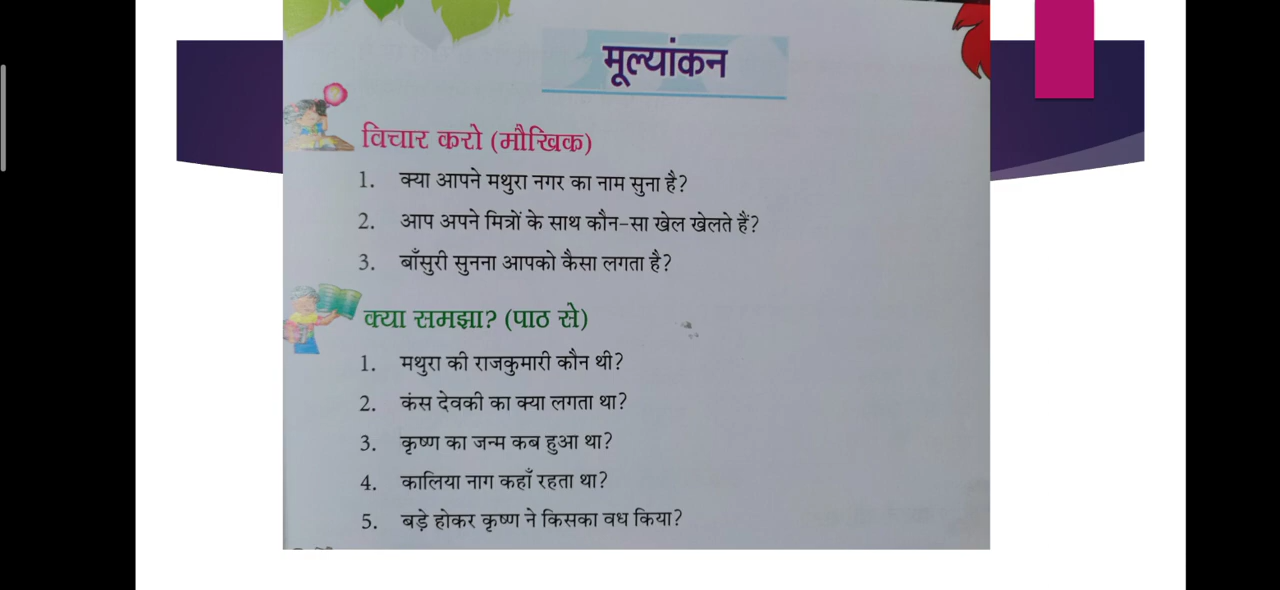 मूल्यांकन
विचार करो (मौखिक)
1. क्या आपने मथुरा नगर का नाम सुना है?
2. आप अपने मित्रों के साथ कौन-सा खेल खेलते हैं?
3. बाँसुरी सुनना आपको कैसा लगता है?
क्या समझा? (पाठ से)
1. मथुरा की राजकुमारी कौन थी?
2. कंस देवकी का क्या लगता था?
3. कृष्ण का जन्म कब हुआ था?
4. कालिया नाग कहाँ रहता था?
5. बड़े होकर कृष्ण ने किसका वध किया?